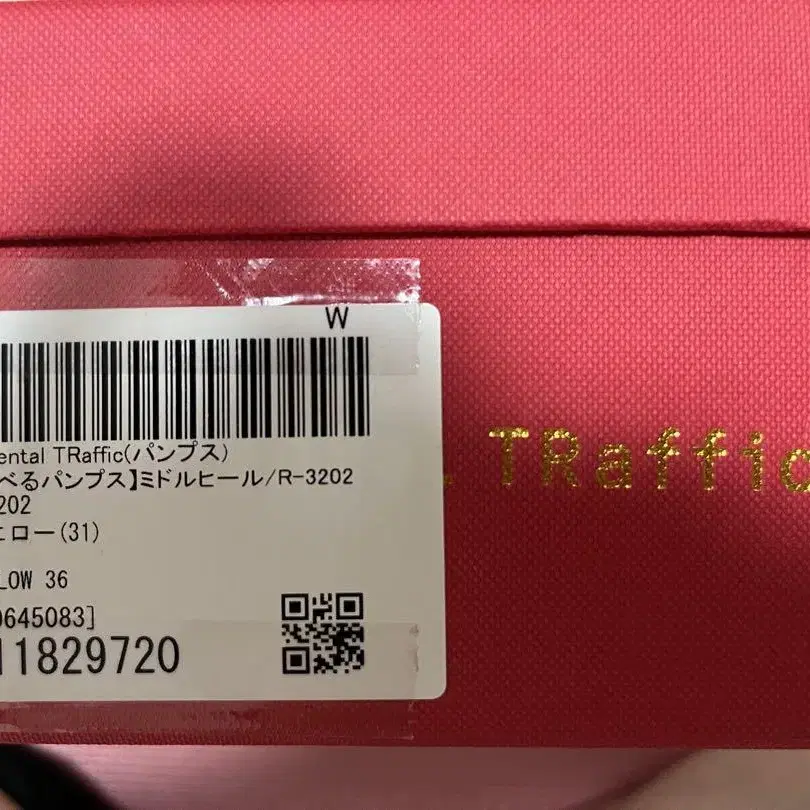 W
ental TRaffic(パンプス)
べるパンプス】ミドルヒール/R-3202
202
エロー(31)
LOW 36
0645083]
11829720
TRaffic